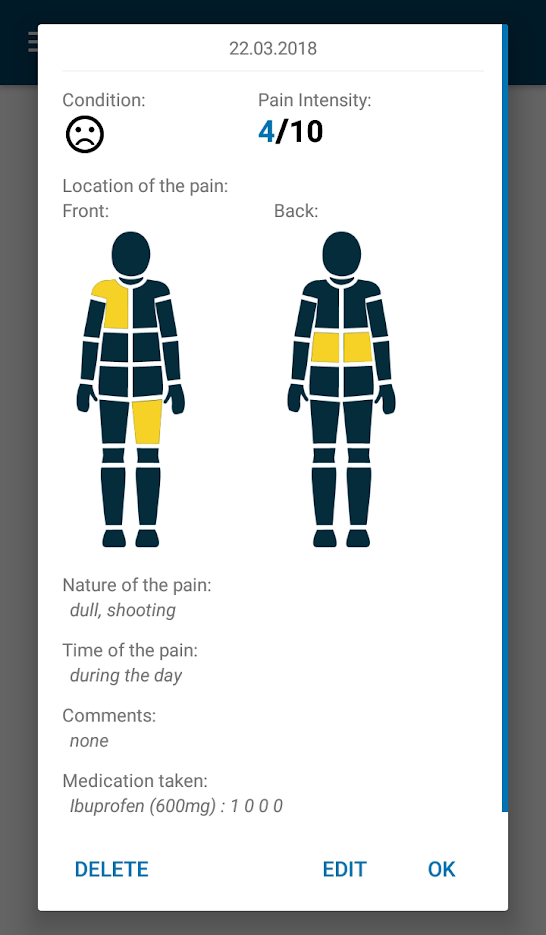 22.03.2018
Condition: Pain Intensity:
4/10
Location of the pain:
Front: Back:
Nature of the pain:
dull, shooting
Time of the pain:
during the day
Comments:
none
Medication taken:
Ibuprofen (600mg) : 1 0 0 0
DELETE EDIT OK